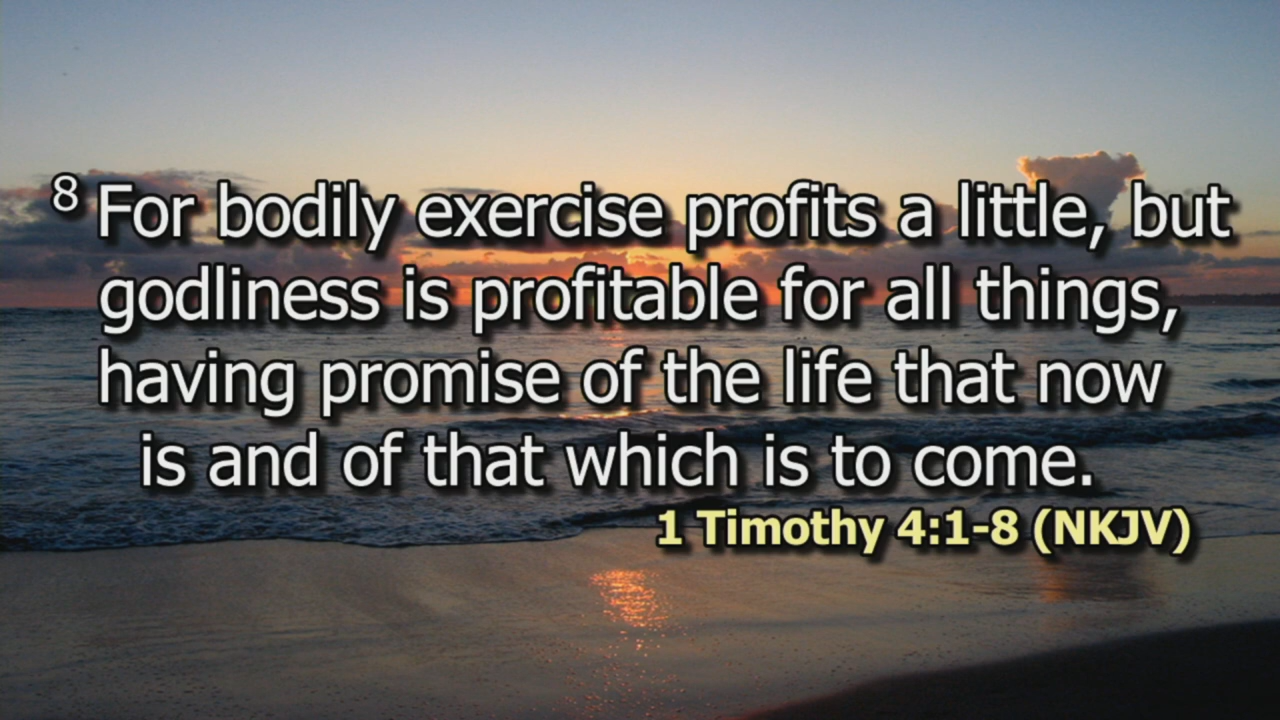 8 For bodily exercise profits a little, but
godliness is profitable for all things,
having promise of the life that now
is and of that which is to come.
1 Timothy 4:1-8 (NKJV)